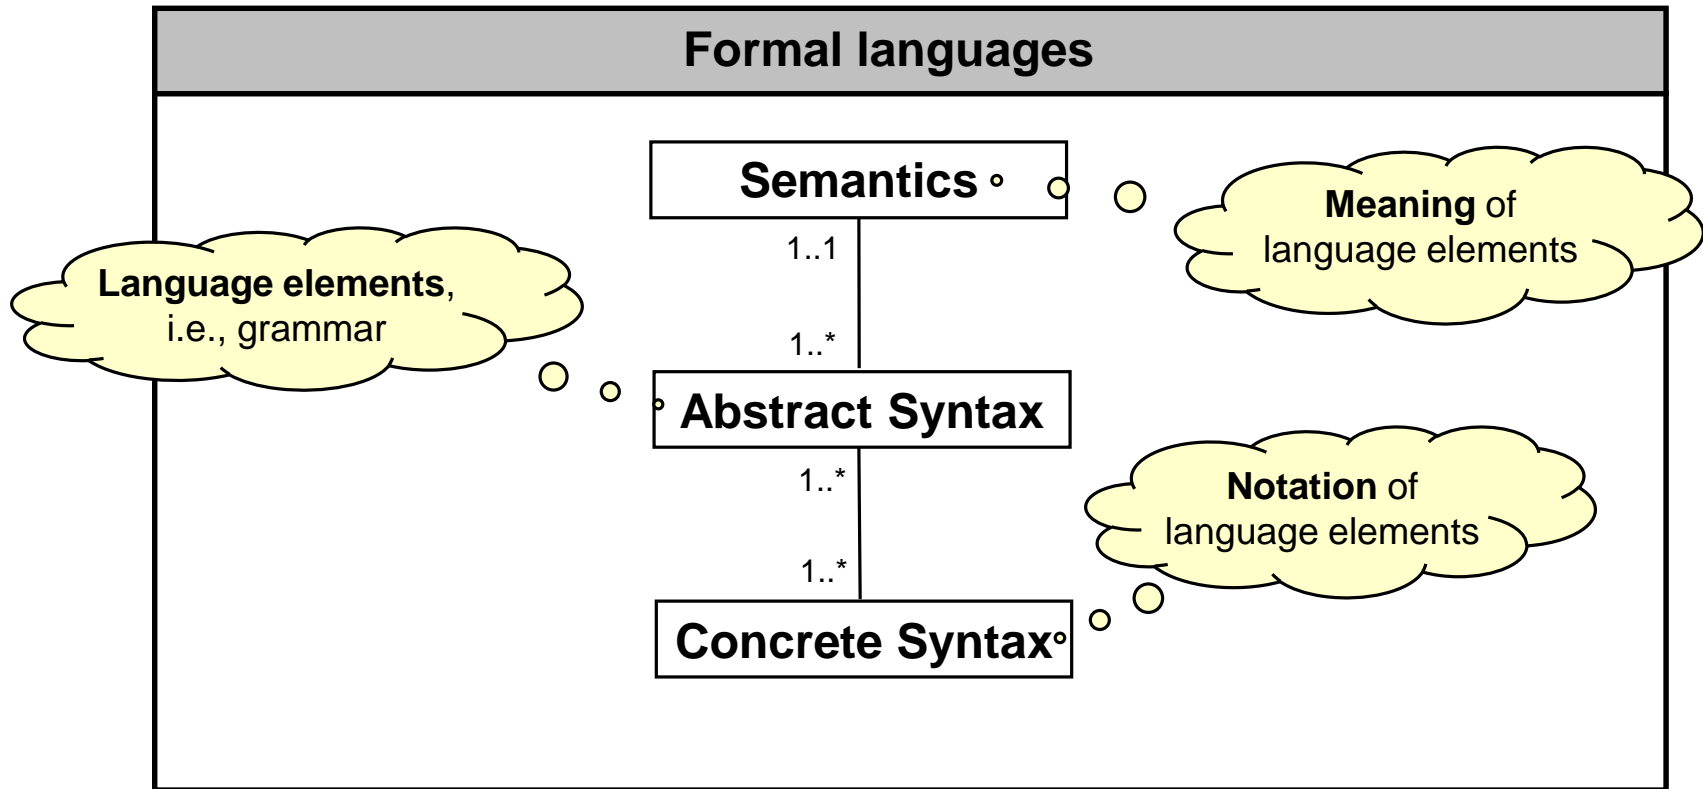 Formal languages
Semantics
Meaning of
language elements
1..1
Language elements,
i.e., grammar
1..*
Abstract Syntax
1..*
Notation of
language elements
1..*
Concrete Syntax